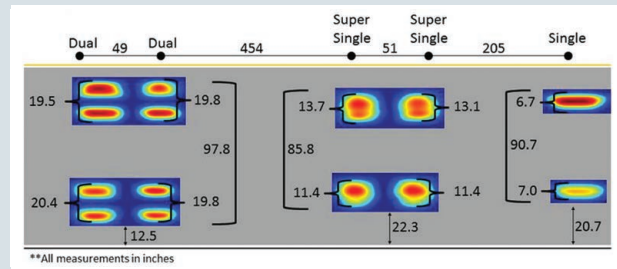 Super Super
Dual 49 Dual 454 Single 51 Single 205 Single
19.5 19.8 13.7 13.1 6.7
97.8 85.8 90.7
20.4 19.8 11.4 11.4 7.0
12.5 22.3 20.7
**All measurements in inches